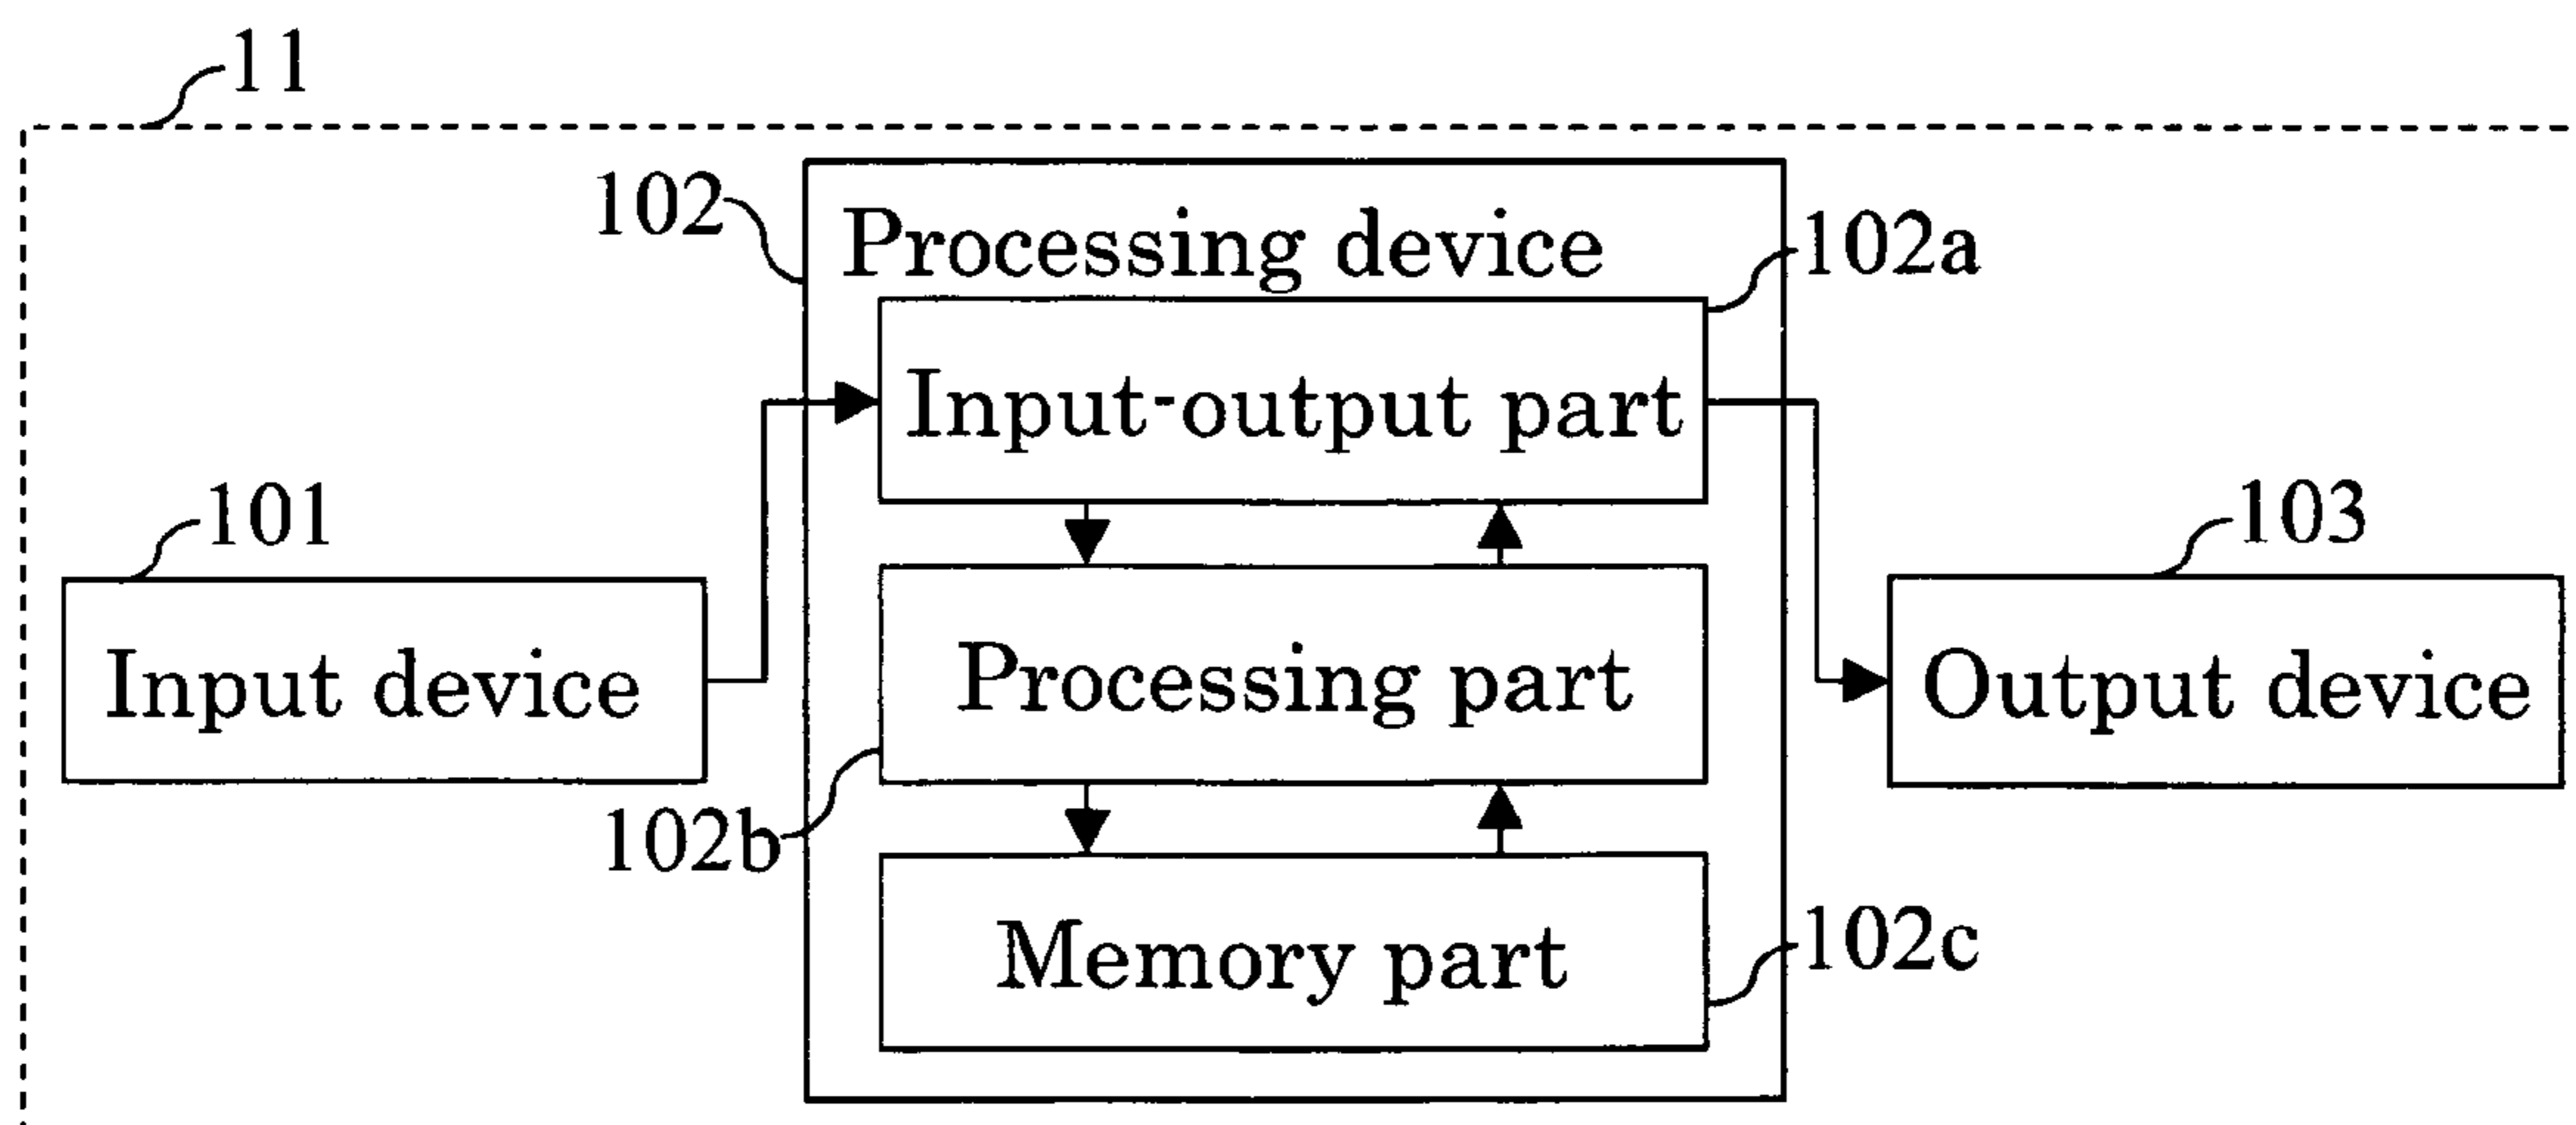 11
102
Processing device
102a
Input-output part
101
103
Input device
Processing part
Output device
102b
Memory part
102c